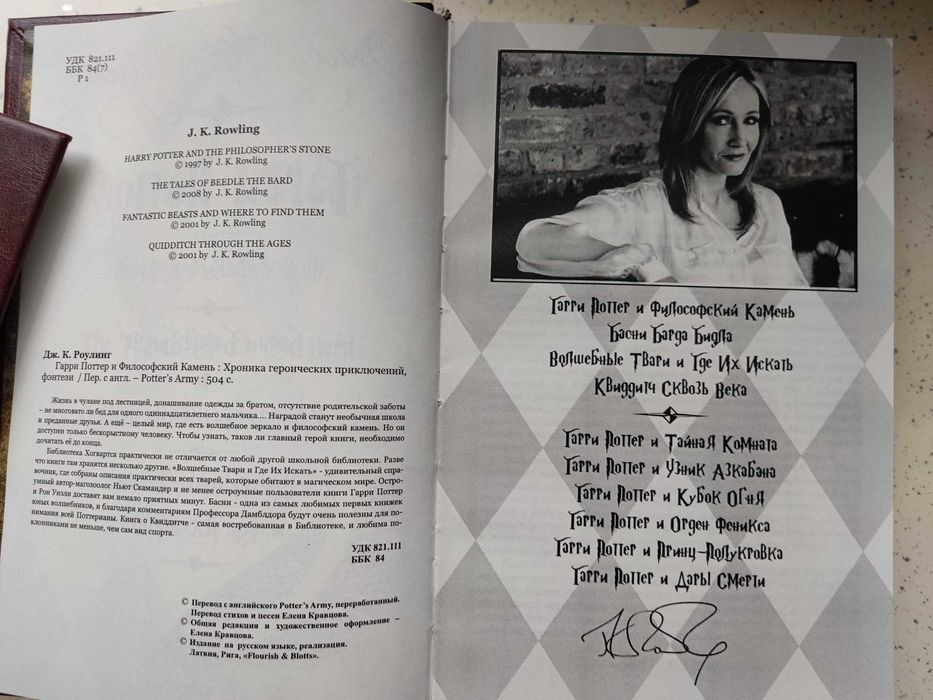 УДК 821.111
ББК 84(7)
Р 1
J. K. Rowling
HARRY POTTER AND THE PHILOSOPHER'S STONE
© 1997 by J. K. Rowling
THE TALES OF BEEDLE THE BARD
© 2008 by J. K. Rowling
FANTASTIC BEASTS AND WHERE TO FIND THEM
© 2001 by J. K. Rowling
QUIDDITCH THROUGH THE AGES
© 2001 by J. K. Rowling
Дж. К. Роулинг
Гарри Поттер и Философский Камень : Хроника героических приключений,
фэнтези / Пер. с англ. – Potter's Army : 504 с.
Жизнь в чулане под лестницей, донашивание одежды за братом, отсутствие родительской заботы
– не многовато ли бед для одного одиннадцатилетнего мальчика.... Наградой станут необычная школа
и преданные друзья. А ещё – целый мир, где есть волшебное зеркало и философский камень. Но он
доступен только бескорыстному человеку. Чтобы узнать, таков ли главный герой книги, необходимо
дочитать её до конца.
Библиотека Хогвартса практически не отличается от любой другой школьной библиотеки. Разве
что книги там хранятся несколько другие. «Волшебные Твари и Где Их Искать» - удивительный спра-
вочник, где собраны описания практически всех тварей, которые обитают в магическом мире. Остро-
умный автор-магозоолог Ньют Скамандер и не менее остроумные пользователи книги Гарри Поттер
и Рон Уизли доставят вам немало приятных минут. Басни - одна из самых любимых первых книжек
юных волшебников, и благодаря комментариям Профессора Дамблдора будут очень полезны для по-
нимания всей Поттерианы. Книга о Квиддитче - самая востребованная в Библиотеке, и любима по-
клонниками не меньше, чем сам вид спорта.
УДК 821.111
ББК 84
© Перевод с английского Potter's Army, переработанный.
Перевод стихов и песен Елена Кравцова.
© Общая редакция и художественное оформление –
Елена Кравцова.
© Издание на русском языке, реализация.
Латвия, Рига, «Flourish & Blotts».
Гарри Поттер и Философский Камень
Басни Барда Бидла
Волшебные Твари и Где Их Искать
Квиддитч Сквозь Века
Гарри Поттер и Тайная Комната
Гарри Поттер и Узник Азкабана
Гарри Поттер и Кубок Огня
Гарри Поттер и Орден Феникса
Гарри Поттер и Принц-Полукровка
Гарри Поттер и Дары Смерти